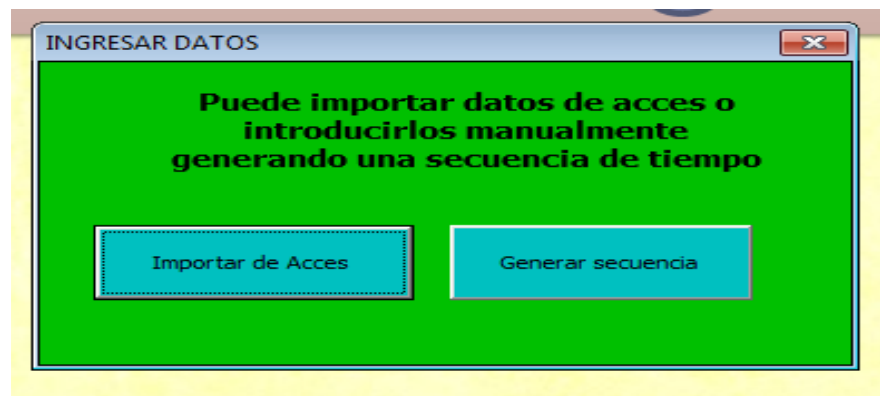 INGRESAR DATOS
Puede importar datos de acces o
introducirlos manualmente
generando una secuencia de tiempo
Importar de Acces
Generar secuencia